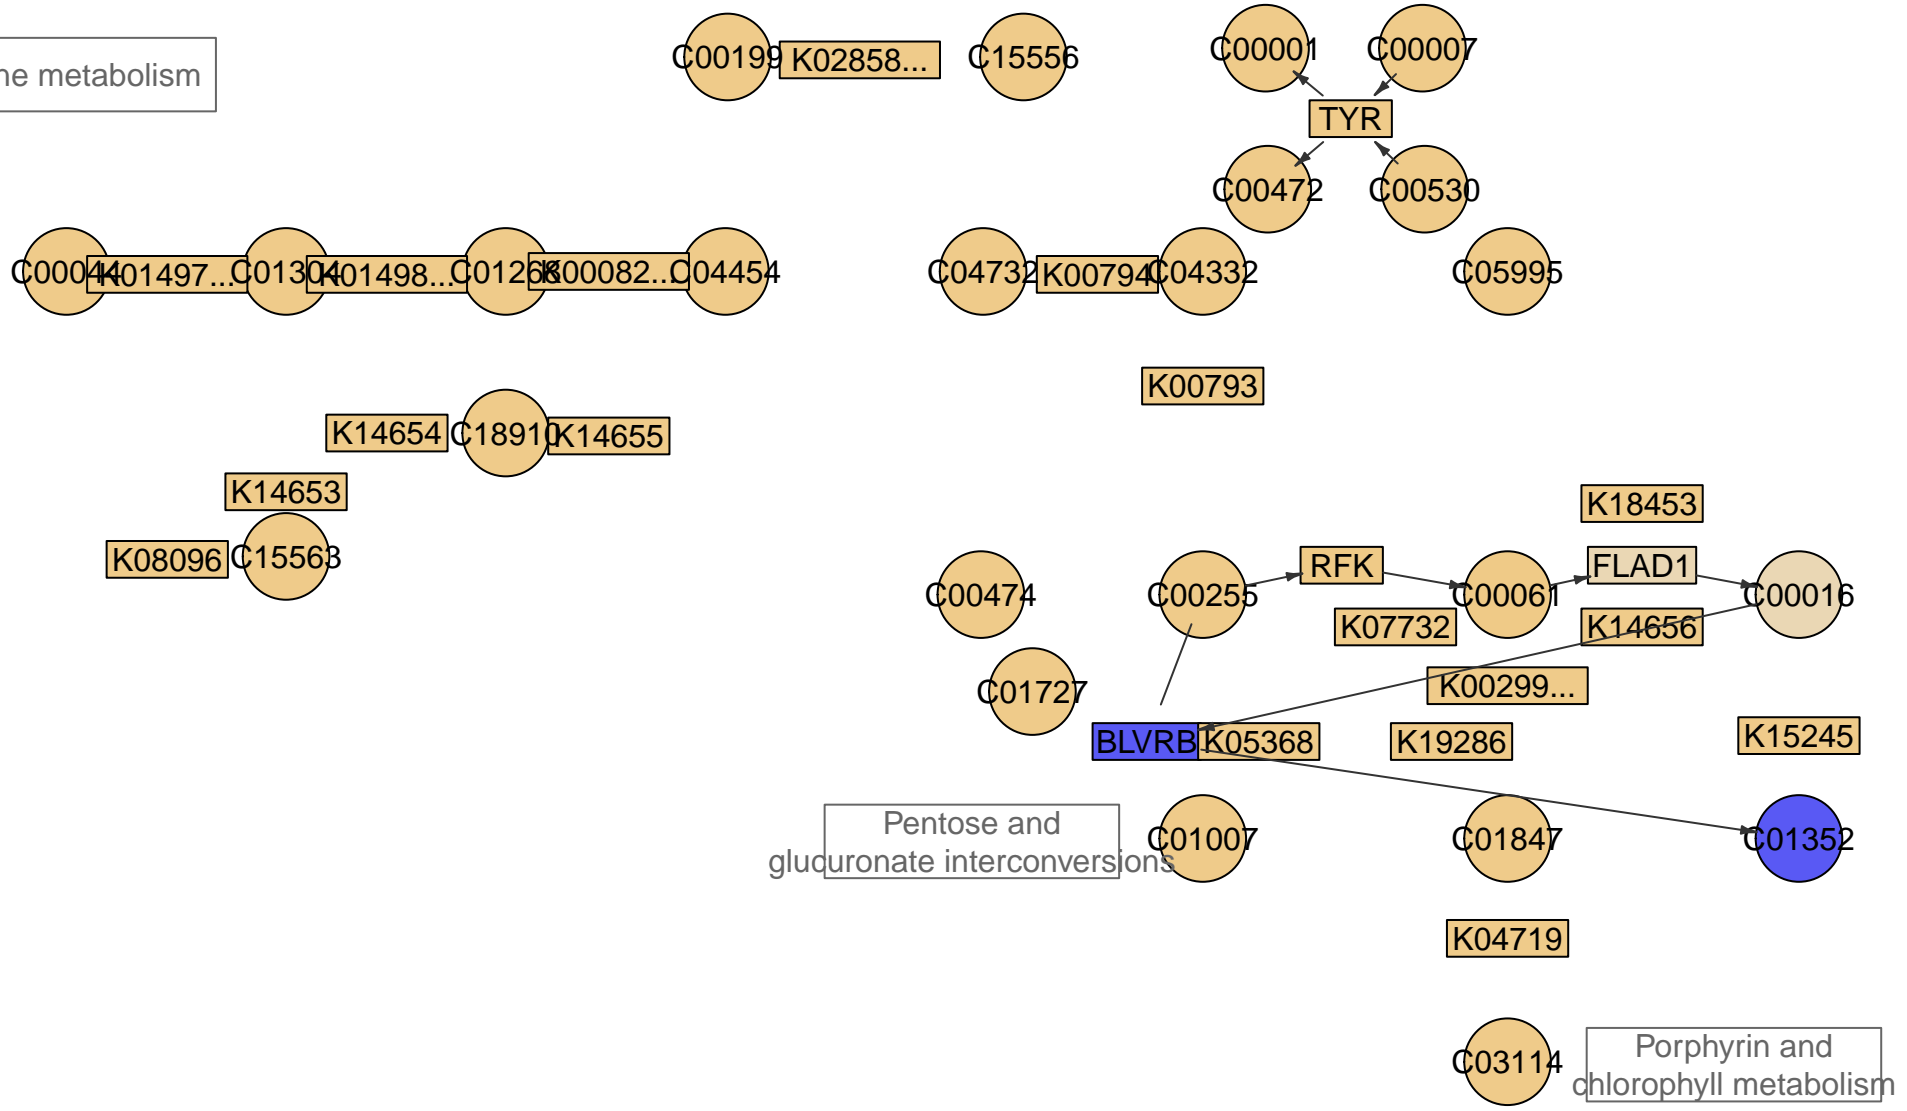 C00199
K02858...
C15556
C00001
C00007
ne metabolism
TYR
C00472
C00530
C00044
K01497...
C01304
K01498...
C01268
K00082...
C04454
C04732
K00794
C04332
C05995
K00793
K14654
C18910
K14655
K14653
K08096
C15563
K18453
C00474
C00255
RFK
C00061
FLAD1
C00016
K07732
K14656
C01727
K00299...
BLVRB
K05368
K19286
K15245
Pentose and
glucuronate interconversions
C01007
C01847
C01352
K04719
C03114
Porphyrin and
chlorophyll metabolism